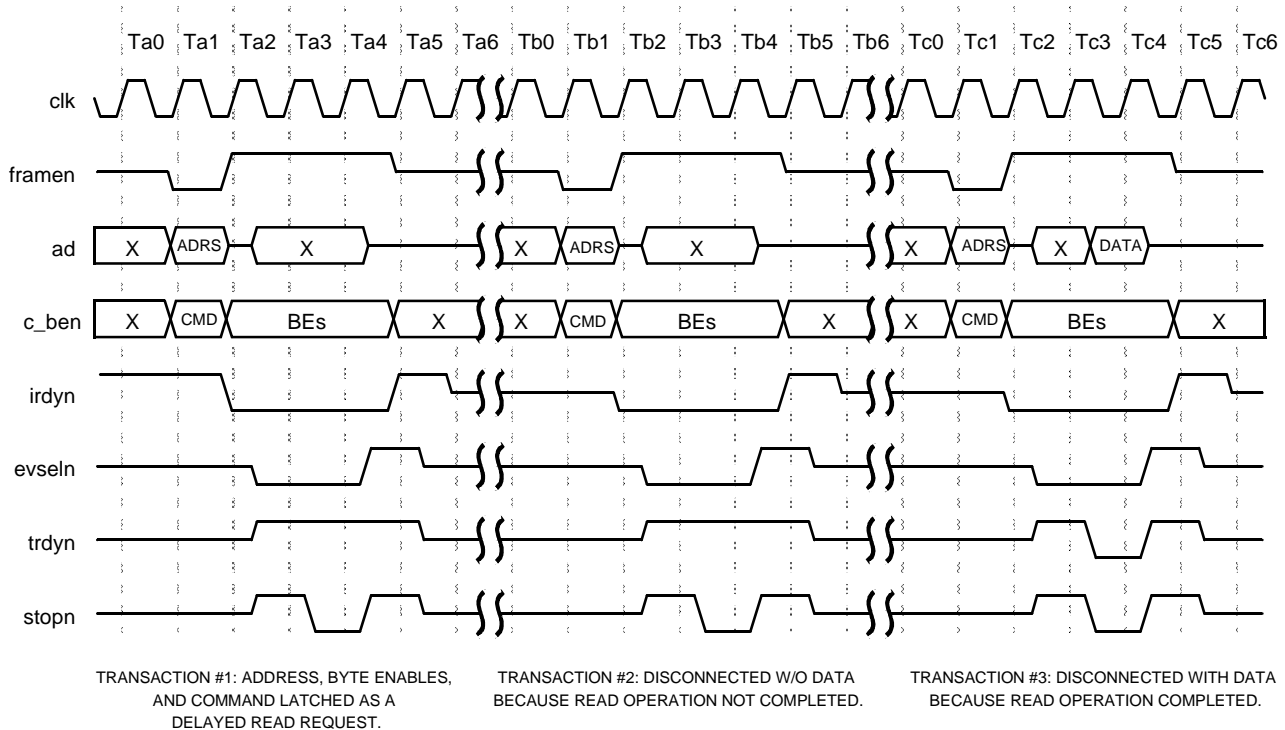 Ta0 Ta1 Ta2 Ta3 Ta4 Ta5 Ta6 Tb0 Tb1 Tb2 Tb3 Tb4 Tb5 Tb6 Tc0 Tc1 Tc2 Tc3 Tc4 Tc5 Tc6
clk
framen
ad X ADRS X X ADRS X X ADRS X DATA
c_ben X CMD BEs X X CMD BEs X X CMD BEs X
irdyn
evseln
trdyn
stopn
TRANSACTION #1: ADDRESS, BYTE ENABLES,
AND COMMAND LATCHED AS A
DELAYED READ REQUEST.
TRANSACTION #2: DISCONNECTED W/O DATA
BECAUSE READ OPERATION NOT COMPLETED.
TRANSACTION #3: DISCONNECTED WITH DATA
BECAUSE READ OPERATION COMPLETED.